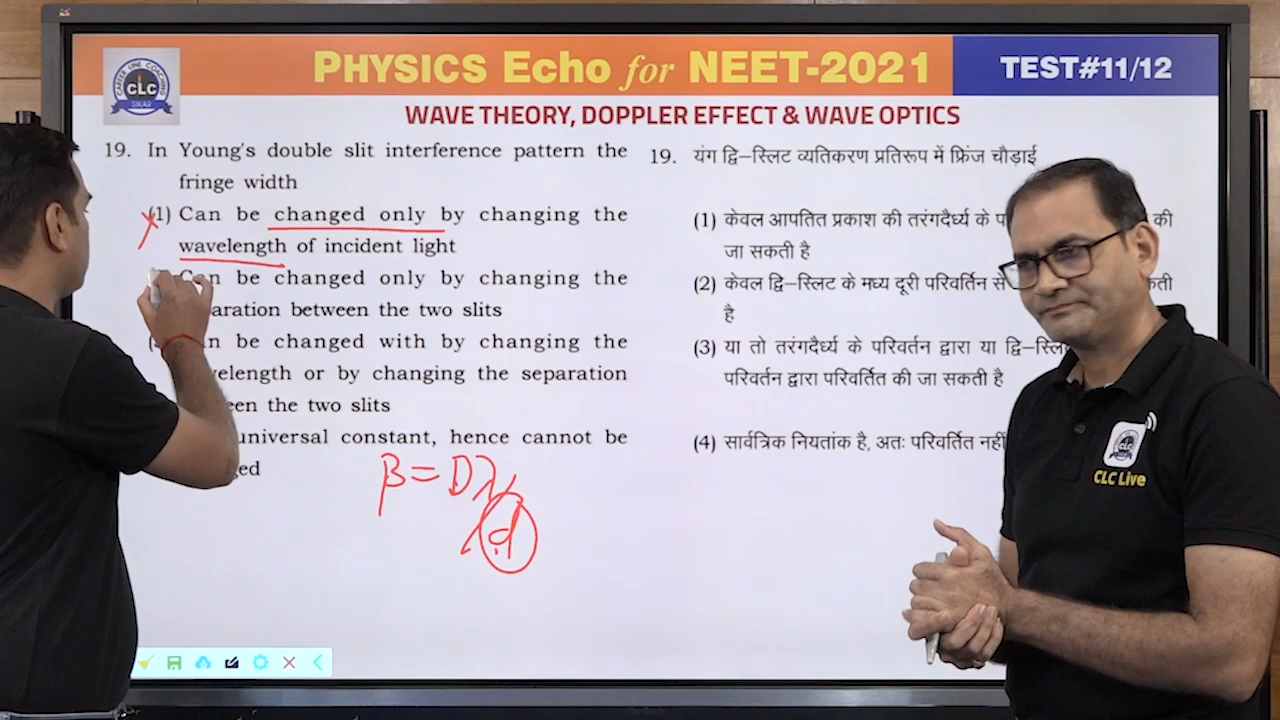 PHYSICS Echo for NEET-2021
TEST#11/12
CAREER LINE COACHING
CLC
SIKAR
WAVE THEORY, DOPPLER EFFECT & WAVE OPTICS
19. In Young's double slit interference pattern the
fringe width
(1) Can be changed only by changing the
wavelength of incident light
Can be changed only by changing the
between the two slits
be changed with by changing the
or by changing the separation
the two slits
universal constant, hence cannot be
β = Dλ/d
19. यंग द्वि–स्लिट व्यतिकरण प्रतिरूप में फ्रिंज चौड़ाई
(1) केवल आपतित प्रकाश की तरंगदैर्ध्य के की
जा सकती है
(2) केवल द्वि–स्लिट के मध्य दूरी परिवर्तिन से
है
(3) या तो तरंगदैर्ध्य के परिवर्तन द्वारा या
परिवर्तन द्वारा परिवर्तित की जा सकती है
(4) सार्वत्रिक नियतांक है, अतः परिवर्तित नहीं
CLC Live